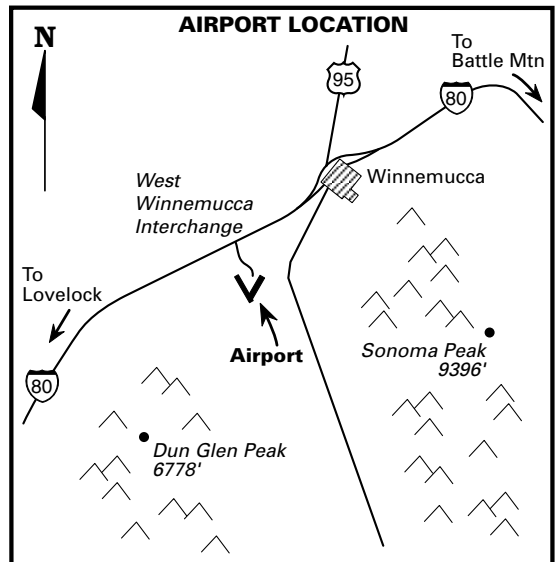 AIRPORT LOCATION
N
To
Battle Mtn
95
80
West
Winnemucca
Interchange
Winnemucca
To
Lovelock
Airport
Sonoma Peak
9396'
80
Dun Glen Peak
6778'